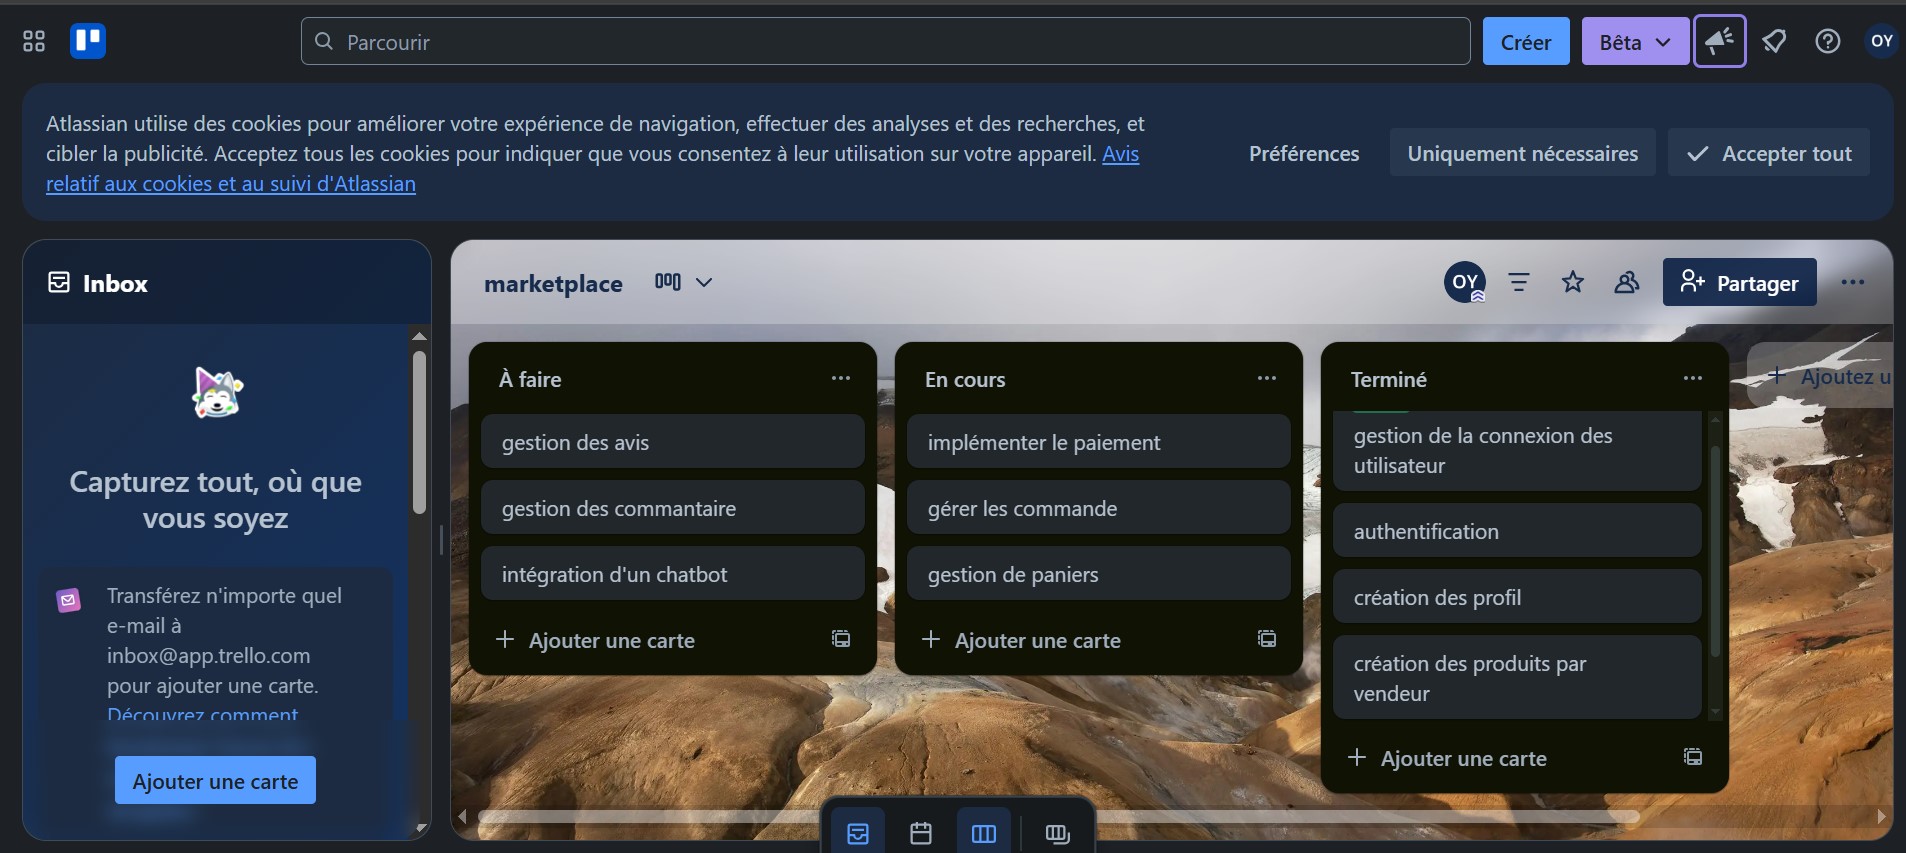 Parcourir
Créer
Bêta
OY
Atlassian utilise des cookies pour améliorer votre expérience de navigation, effectuer des analyses et des recherches, et
cibler la publicité. Acceptez tous les cookies pour indiquer que vous consentez à leur utilisation sur votre appareil. Avis
relatif aux cookies et au suivi d'Atlassian
Préférences
Uniquement nécessaires
Accepter tout
Inbox
Capturez tout, où que
vous soyez
Transférez n'importe quel
e-mail à
inbox@app.trello.com
pour ajouter une carte.
Découvrez comment
Ajouter une carte
marketplace
OY
Partager
À faire
gestion des avis
gestion des commantaire
intégration d'un chatbot
Ajouter une carte
En cours
implémenter le paiement
gérer les commande
gestion de paniers
Ajouter une carte
Terminé
gestion de la connexion des
utilisateur
authentification
création des profil
création des produits par
vendeur
Ajouter une carte
Ajoutez u